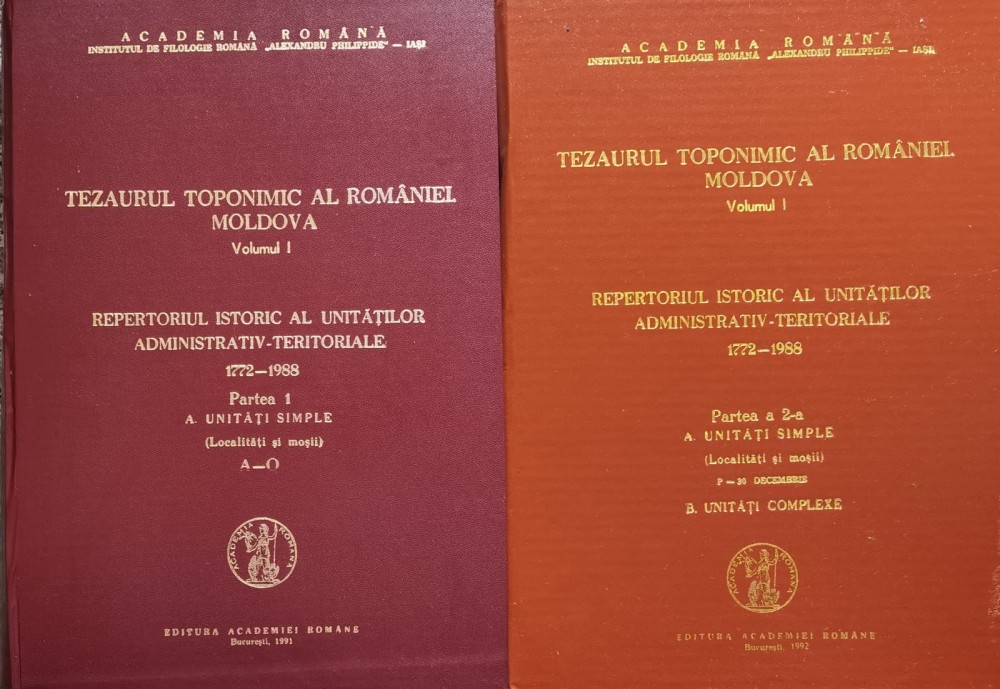 ACADEMIA ROMÂNĂ
INSTITUTUL DE FILOLOGIE ROMÂNĂ „ALEXANDRU PHILIPPIDE" — IAȘI
TEZAURUL TOPONIMIC AL ROMÂNIEI.
MOLDOVA
Volumul I
REPERTORIUL ISTORIC AL UNITĂȚILOR
ADMINISTRATIV-TERITORIALE
1772—1988
Partea 1
A. UNITĂȚI SIMPLE
(Localități și moșii)
A—O
ACADEMIA ROMANA
EDITURA ACADEMIEI ROMÂNE
București, 1991
ACADEMIA ROMÂNĂ
INSTITUTUL DE FILOLOGIE ROMÂNĂ „ALEXANDRU PHILIPPIDE" — IAȘI
TEZAURUL TOPONIMIC AL ROMÂNIEI.
MOLDOVA
Volumul I
REPERTORIUL ISTORIC AL UNITĂȚILOR
ADMINISTRATIV-TERITORIALE
1772—1988
Partea a 2-a
A. UNITĂȚI SIMPLE
(Localități și moșii)
P — 30 DECEMBRIE
B. UNITĂȚI COMPLEXE
ACADEMIA ROMANA
EDITURA ACADEMIEI ROMÂNE
București, 1992